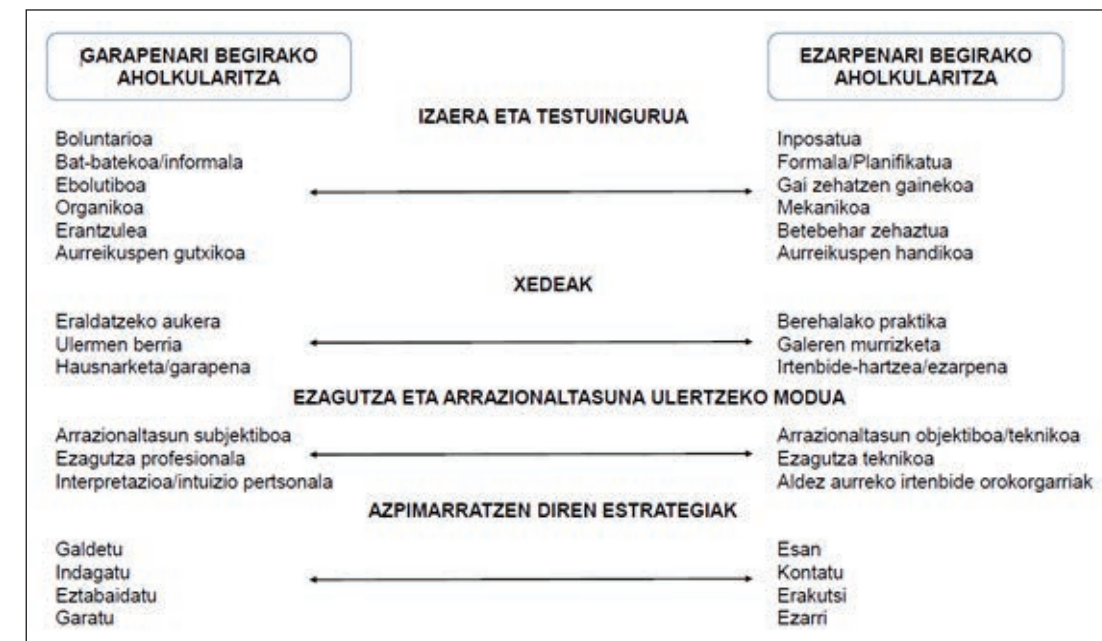 GARAPENARI BEGIRAKO
AHOLKULARITZA
EZARPENARI BEGIRAKO
AHOLKULARITZA
IZAERA ETA TESTUINGURUA
Boluntarioa
Bat-batekoa/informala
Ebolutiboa
Organikoa
Erantzulea
Aurreikuspen gutxikoa
Inposatua
Formala/Planifikatua
Gai zehatzen gainekoa
Mekanikoa
Betebehar zehaztua
Aurreikuspen handikoa
XEDEAK
Eraldatzeko aukera
Ulermen berria
Hausnarketa/garapena
Berehalako praktika
Galeren murrizketa
Irtenbide-hartzea/ezarpena
EZAGUTZA ETA ARRAZIONALTASUNA ULERTZEKO MODUA
Arrazionaltasun subjektiboa
Ezagutza profesionala
Interpretazioa/intuizio pertsonala
Arrazionaltasun objektiboa/teknikoa
Ezagutza teknikoa
Aldez aurreko irtenbide orokorgarriak
AZPIMARRATZEN DIREN ESTRATEGIAK
Galdetu
Indagatu
Eztabaidatu
Garatu
Esan
Kontatu
Erakutsi
Ezarri